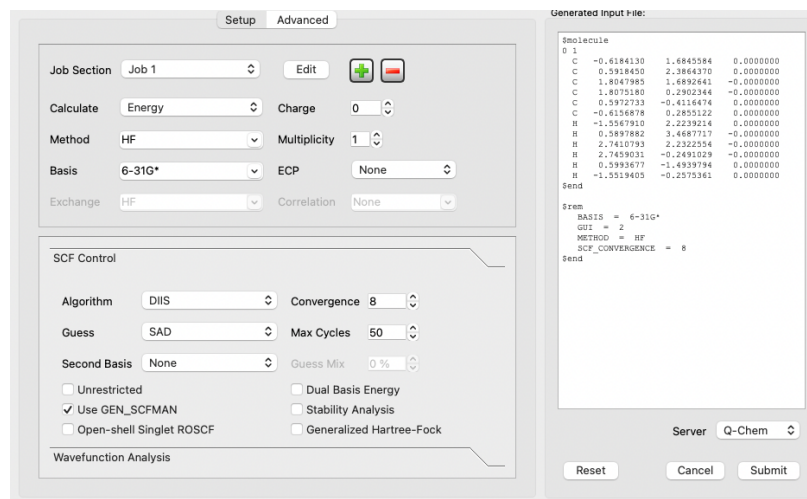 Setup Advanced
Job Section Job 1 Edit
Calculate Energy Charge 0
Method HF Multiplicity 1
Basis 6-31G* ECP None
Exchange HF Correlation None
SCF Control
Algorithm DIIS Convergence 8
Guess SAD Max Cycles 50
Second Basis None Guess Mix 0 %
Unrestricted Dual Basis Energy
Use GEN_SCFMAN Stability Analysis
Open-shell Singlet ROSCF Generalized Hartree-Fock
Wavefunction Analysis
Generated Input File:
$molecule
0 1
C -0.6184130 1.6845584 0.0000000
C 0.5918450 2.3864370 0.0000000
C 1.8047985 1.6892641 -0.0000000
C 1.8075180 0.2902344 -0.0000000
C 0.5972733 -0.4116474 0.0000000
C -0.6156878 0.2855122 0.0000000
H -1.5567910 2.2239214 0.0000000
H 0.5897882 3.4687717 -0.0000000
H 2.7410793 2.2322554 -0.0000000
H 2.7459031 -0.2491029 -0.0000000
H 0.5993677 -1.4939794 0.0000000
H -1.5519405 -0.2575361 0.0000000
$end
$rem
BASIS = 6-31G*
GUI = 2
METHOD = HF
SCF_CONVERGENCE = 8
$end
Server Q-Chem
Reset Cancel Submit